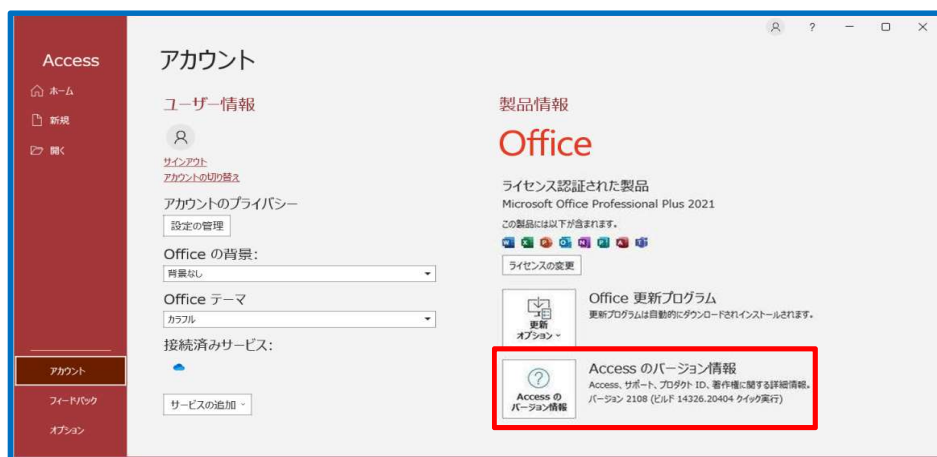 Access
ホーム
新規
開く
アカウント
フィードバック
オプション
?
アカウント
ユーザー情報
サインアウト
アカウントの切り替え
アカウントのプライバシー
設定の管理
Office の背景:
背景なし
Office テーマ
カラフル
接続済みサービス:
サービスの追加
製品情報
Office
ライセンス認証された製品
Microsoft Office Professional Plus 2021
この製品には以下が含まれます。
ライセンスの変更
更新
オプション
Office 更新プログラム
更新プログラムは自動的にダウンロードされインストールされます。
?
Access の
バージョン情報
Access のバージョン情報
Access、サポート、プロダクト ID、著作権に関する詳細情報。
バージョン 2108 (ビルド 14326.20404 クイック実行)